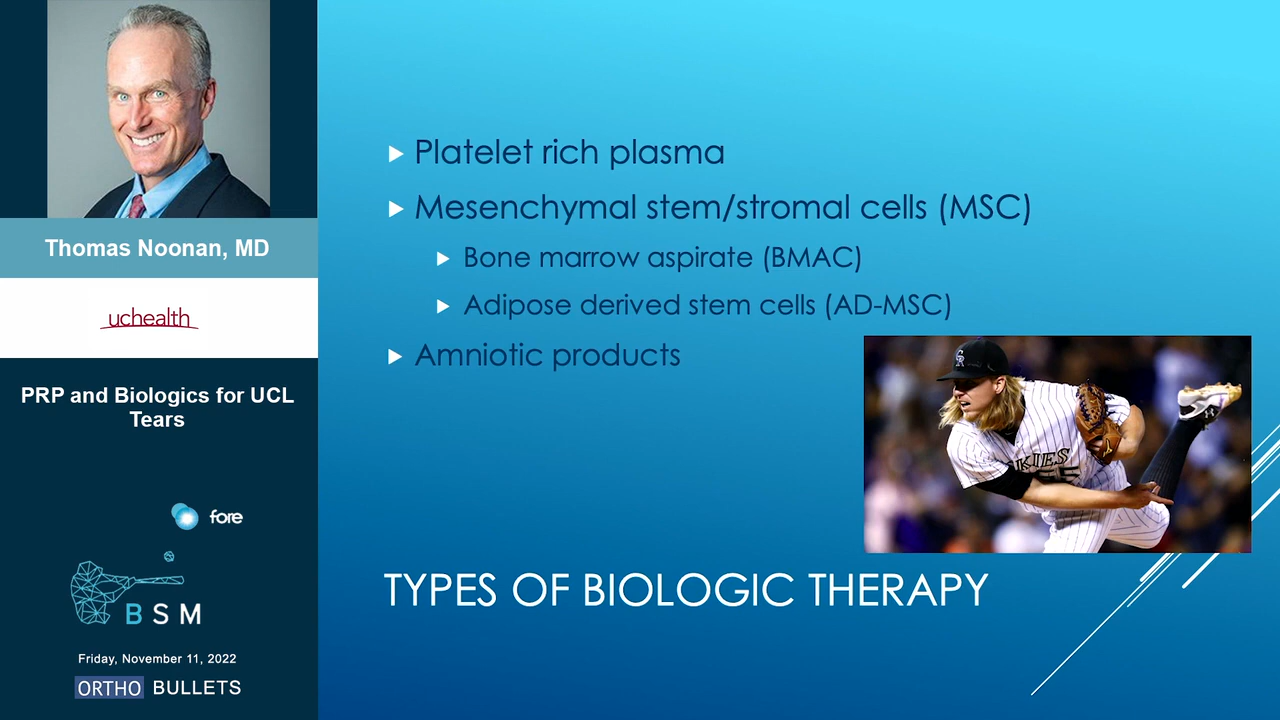 Thomas Noonan, MD
uchealth
PRP and Biologics for UCL
Tears
fore
B S M
Friday, November 11, 2022
ORTHO BULLETS
Platelet rich plasma
Mesenchymal stem/stromal cells (MSC)
Bone marrow aspirate (BMAC)
Adipose derived stem cells (AD-MSC)
Amniotic products
CR
KIES
TYPES OF BIOLOGIC THERAPY